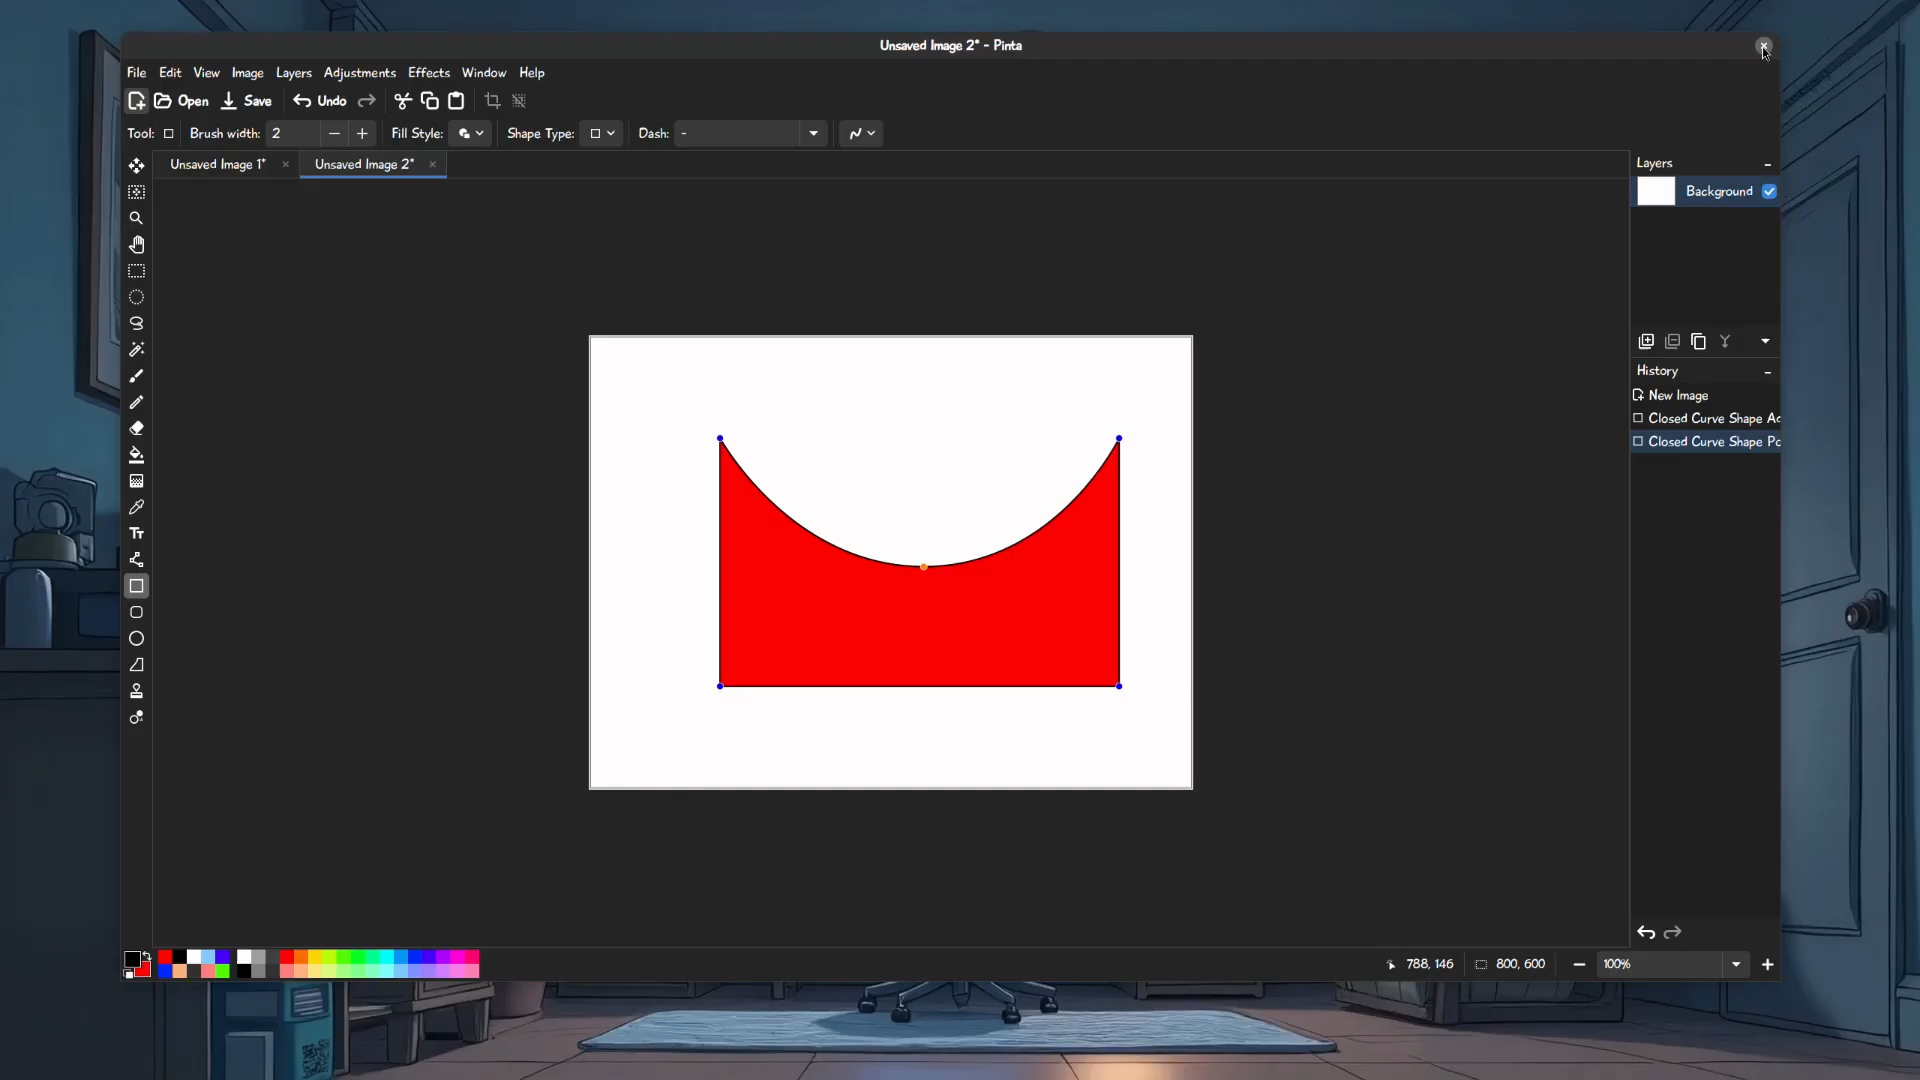 Unsaved Image 2* - Pinta
File Edit View Image Layers Adjustments Effects Window Help
Open Save Undo
Tool: Brush width: 2 Fill Style: Shape Type: Dash: -
Unsaved Image 1* Unsaved Image 2*
Layers
Background
History
New Image
Closed Curve Shape Ac
Closed Curve Shape Po
788, 146 800, 600 100%